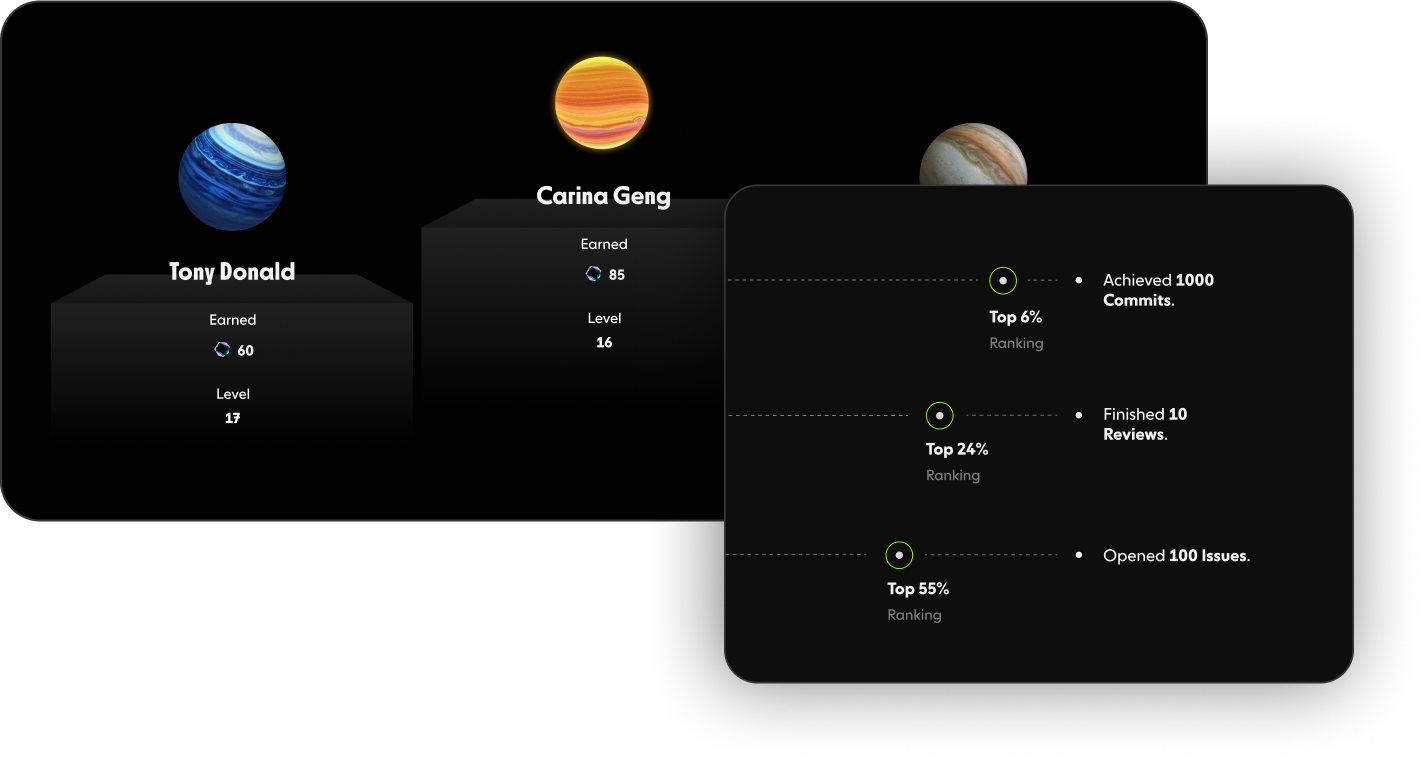 Carina Geng
Earned
85
Level
16
Tony Donald
Earned
60
Level
17
Achieved 1000
Commits.
Top 6%
Ranking
Finished 10
Reviews.
Top 24%
Ranking
Opened 100 Issues.
Top 55%
Ranking